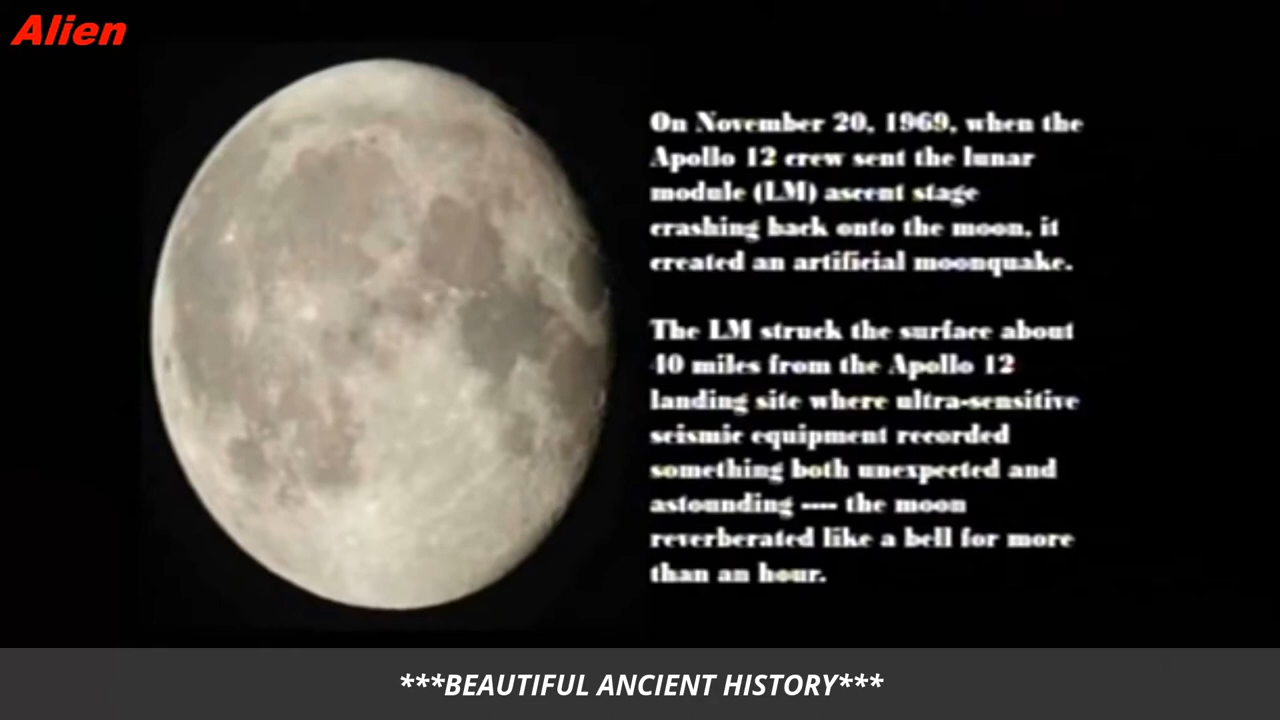 Alien
On November 20, 1969, when the
Apollo 12 crew sent the lunar
module (LM) ascent stage
crashing back onto the moon, it
created an artificial moonquake.
The LM struck the surface about
40 miles from the Apollo 12
landing site where ultra-sensitive
seismic equipment recorded
something both unexpected and
astounding ---- the moon
reverberated like a bell for more
than an hour.
***BEAUTIFUL ANCIENT HISTORY***